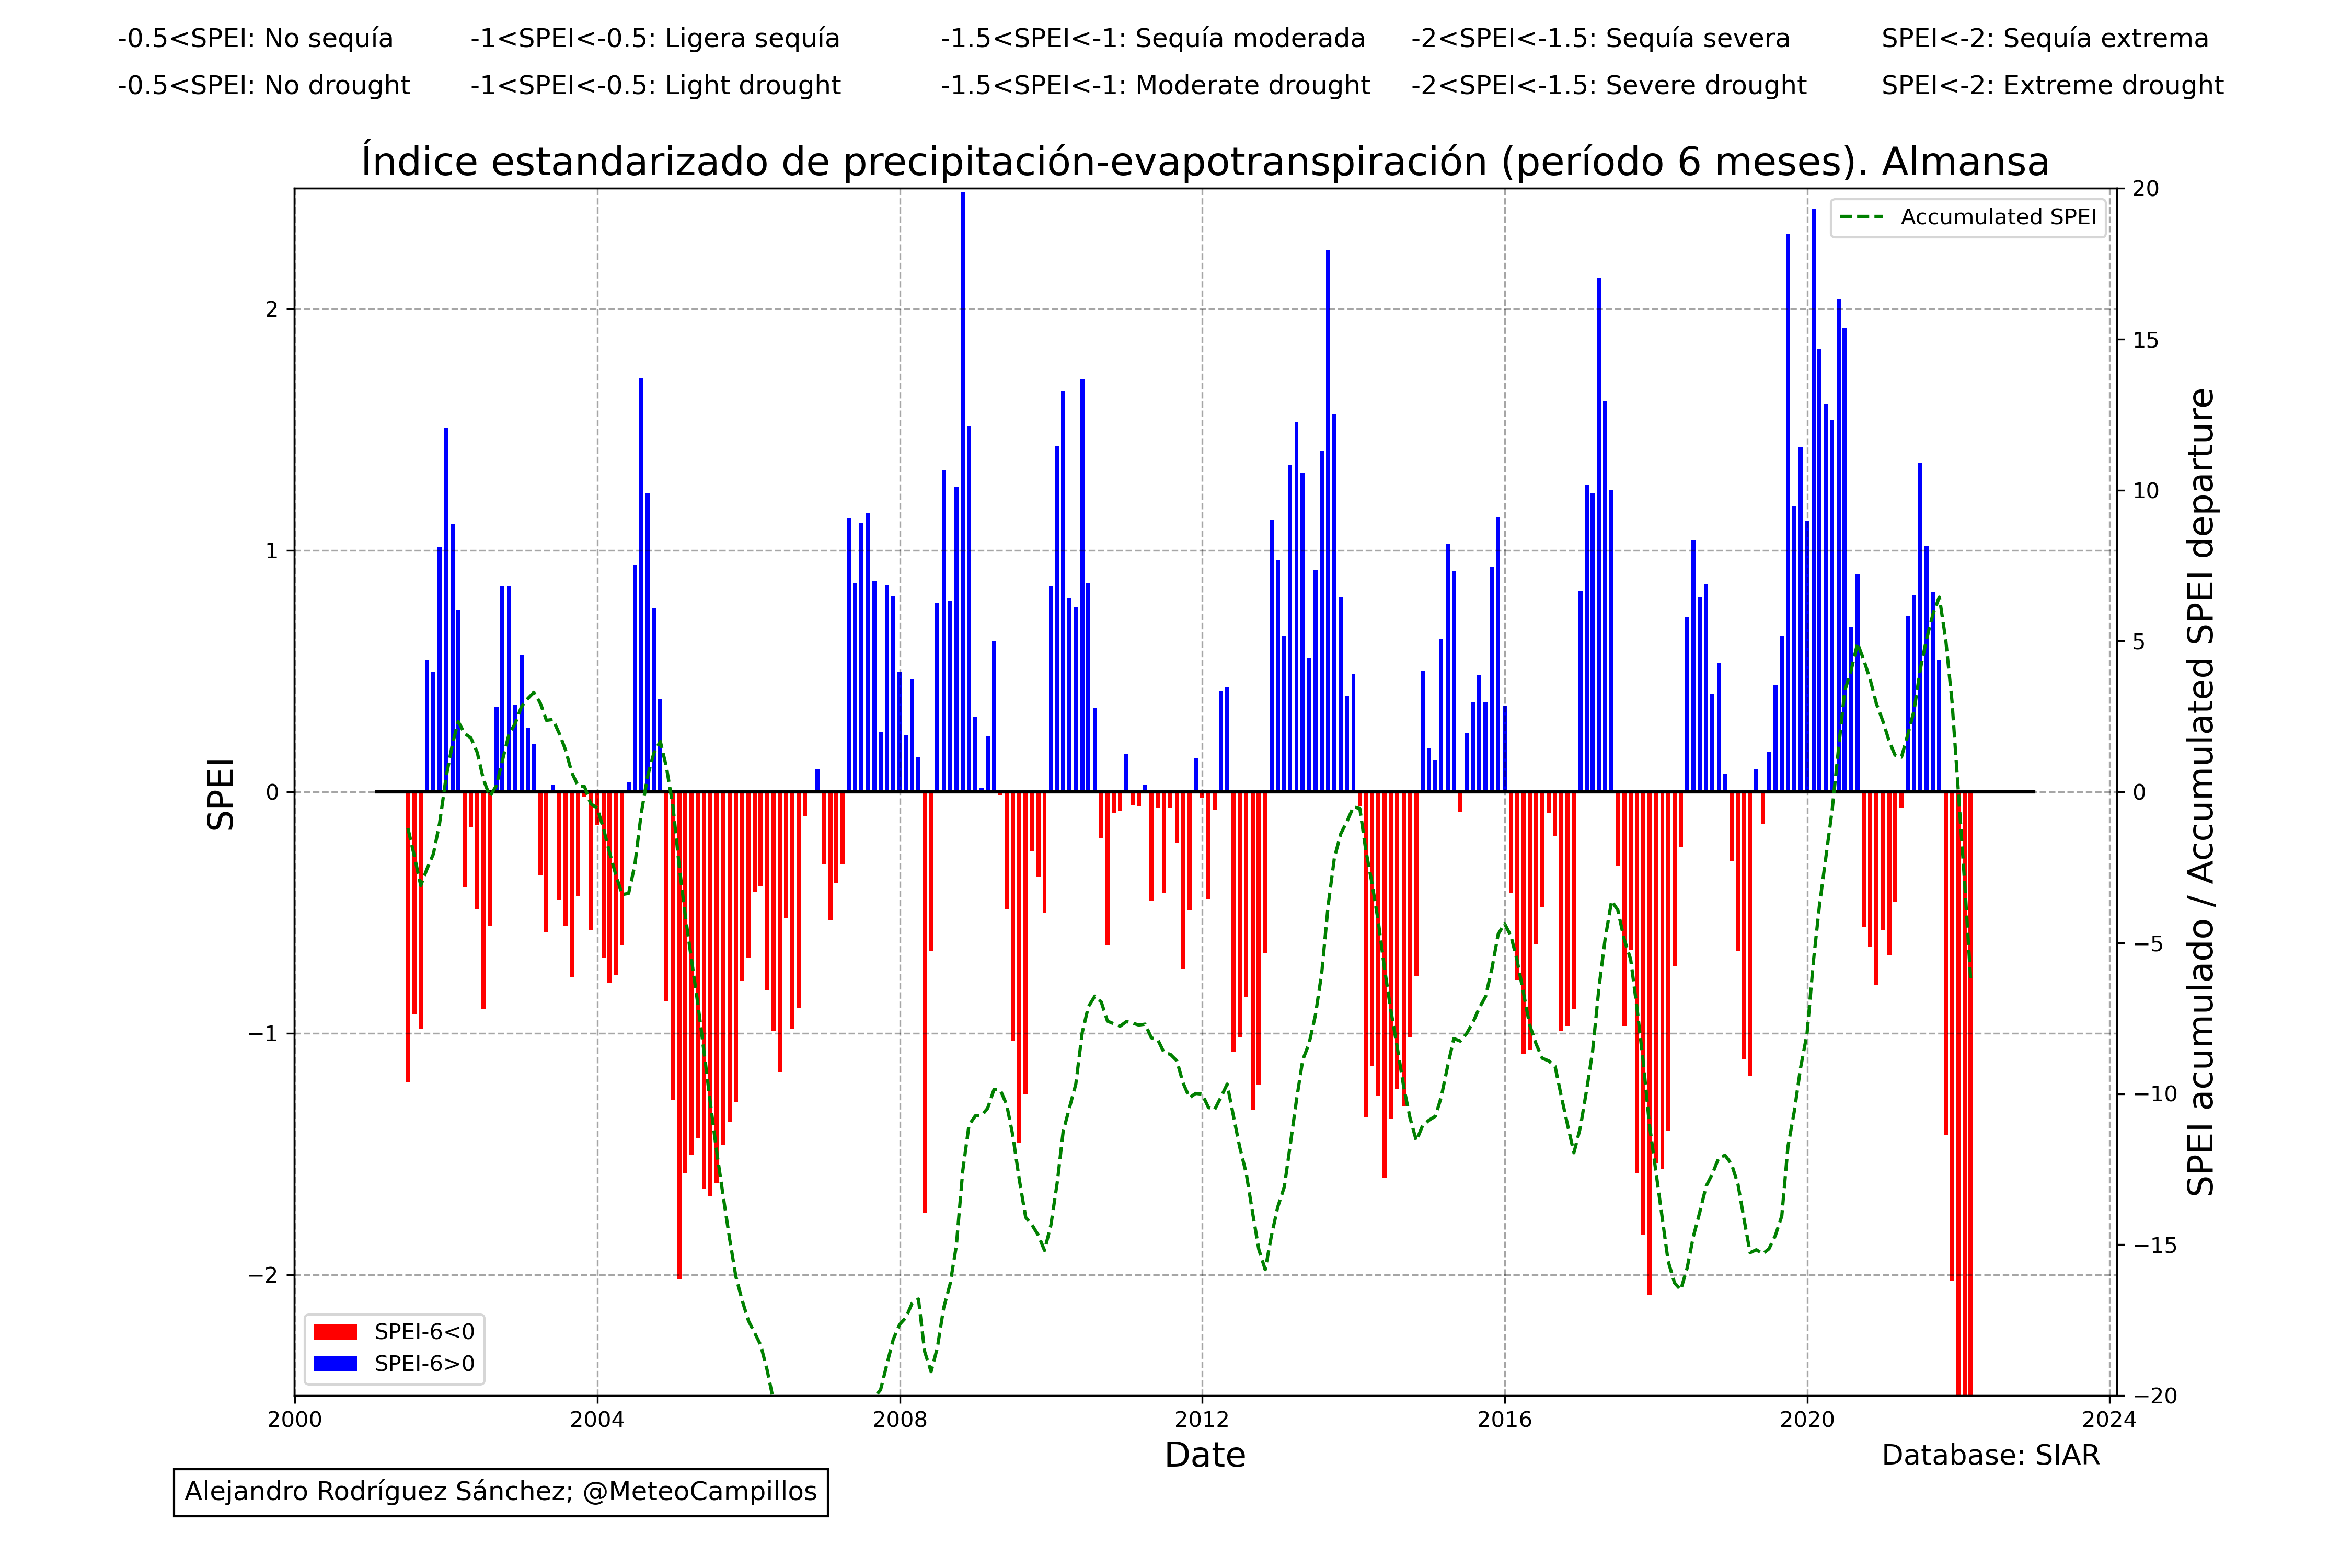 -0.5<SPEI: No sequía -1<SPEI<-0.5: Ligera sequía -1.5<SPEI<-1: Sequía moderada -2<SPEI<-1.5: Sequía severa SPEI<-2: Sequía extrema
-0.5<SPEI: No drought -1<SPEI<-0.5: Light drought -1.5<SPEI<-1: Moderate drought -2<SPEI<-1.5: Severe drought SPEI<-2: Extreme drought
Índice estandarizado de precipitación-evapotranspiración (período 6 meses). Almansa
Accumulated SPEI
2
1
0
−1
−2
SPEI
20
15
10
5
0
−5
−10
−15
−20
SPEI acumulado / Accumulated SPEI departure
SPEI-6<0
SPEI-6>0
2000 2004 2008 2012 2016 2020 2024
Date
Database: SIAR
Alejandro Rodríguez Sánchez; @MeteoCampillos